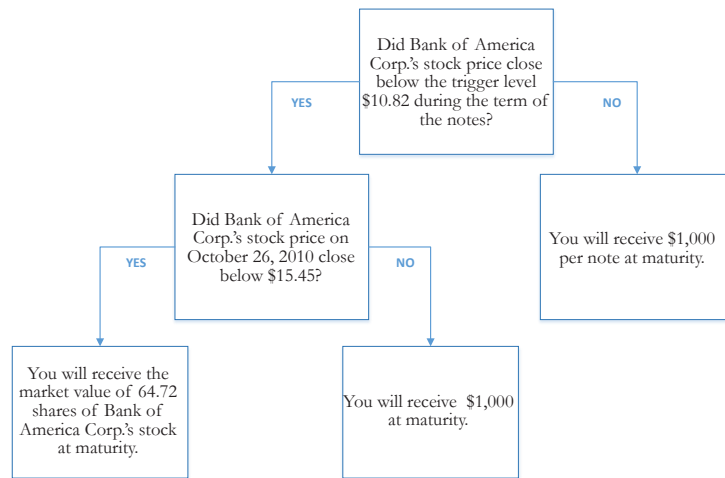 Did Bank of America
Corp.'s stock price close
below the trigger level
$10.82 during the term of
the notes?
YES
NO
Did Bank of America
Corp.'s stock price on
October 26, 2010 close
below $15.45?
You will receive $1,000
per note at maturity.
YES
NO
You will receive the
market value of 64.72
shares of Bank of
America Corp.'s stock
at maturity.
You will receive $1,000
at maturity.